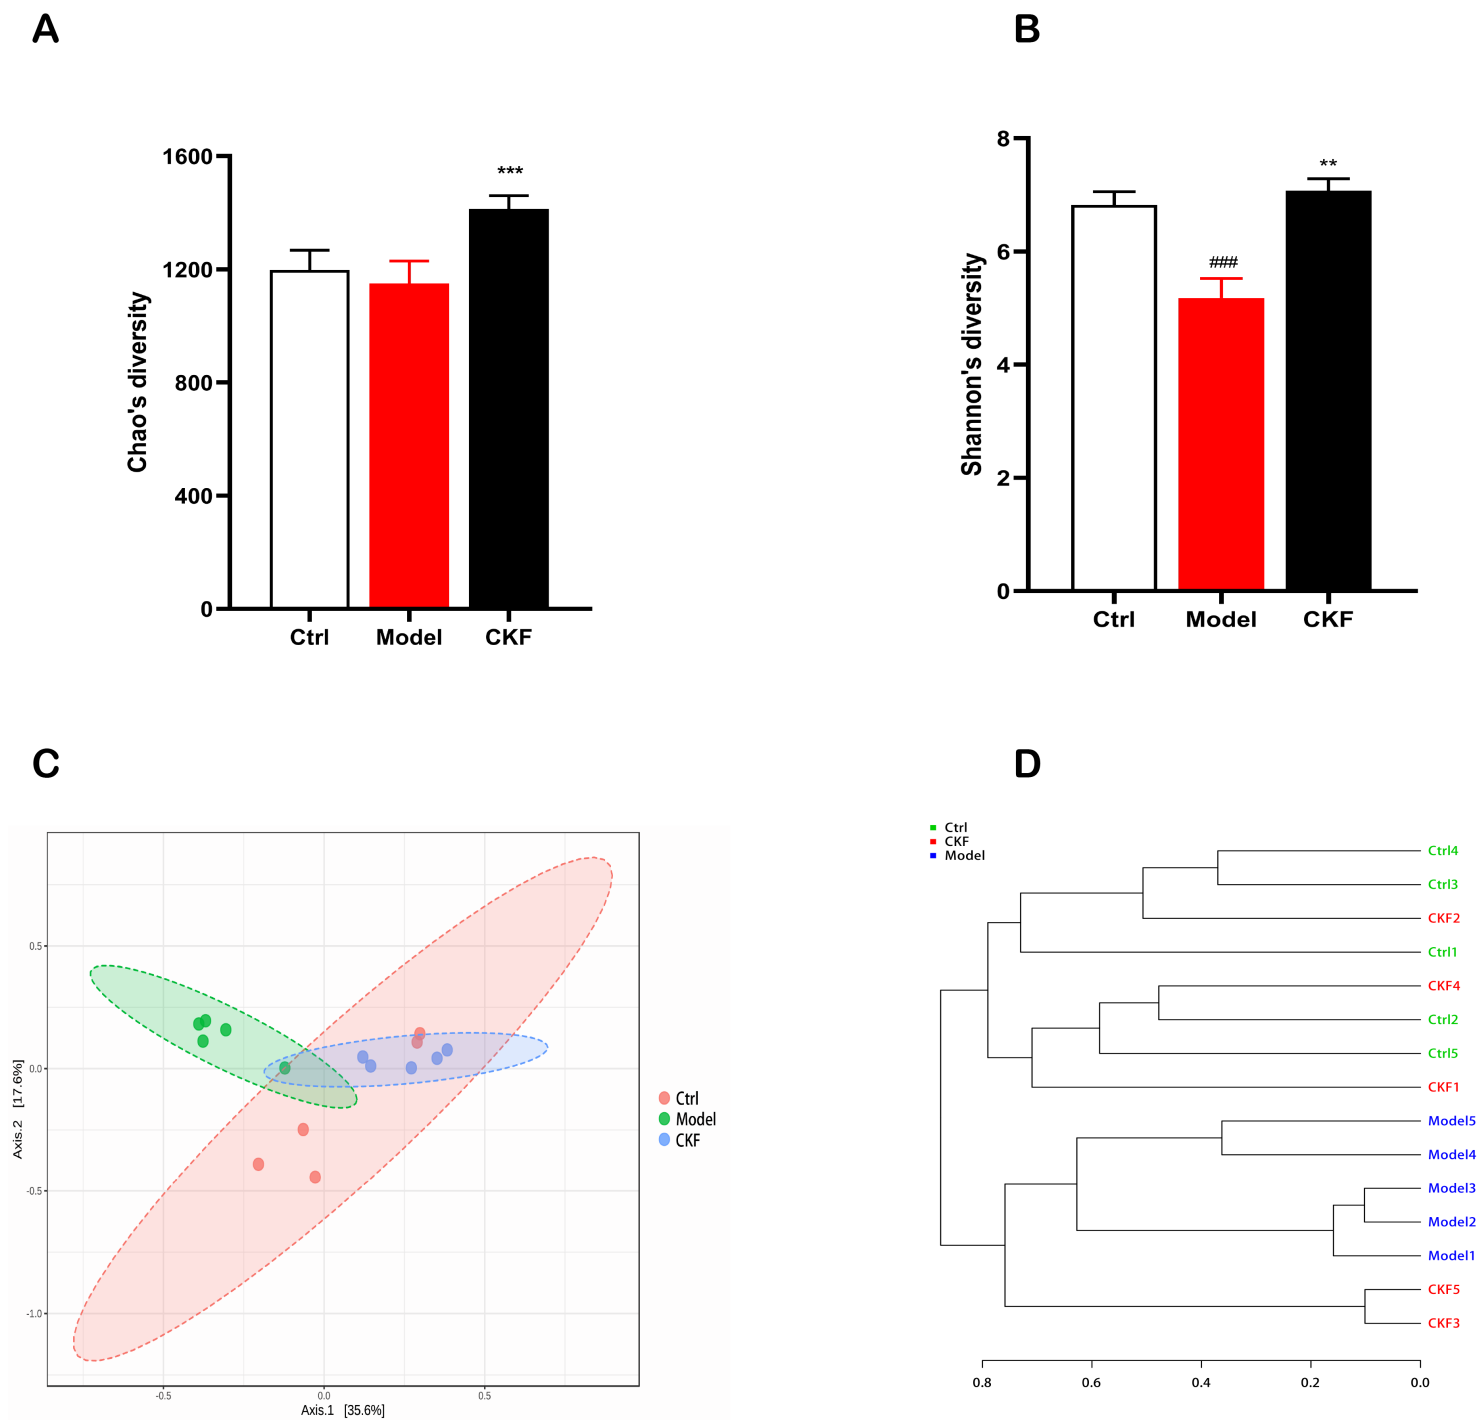 A
B
1600
1200
800
400
0
Chao's diversity
***
Ctrl
Model
CKF
8
6
4
2
0
Shannon's diversity
###
**
Ctrl
Model
CKF
C
D
0.5
0.0
-0.5
-1.0
Axis.2 [17.6%]
-0.5
0.0
0.5
Axis.1 [35.6%]
Ctrl
Model
CKF
Ctrl
CKF
Model
Ctrl4
Ctrl3
CKF2
Ctrl1
CKF4
Ctrl2
Ctrl5
CKF1
Model5
Model4
Model3
Model2
Model1
CKF5
CKF3
0.8
0.6
0.4
0.2
0.0